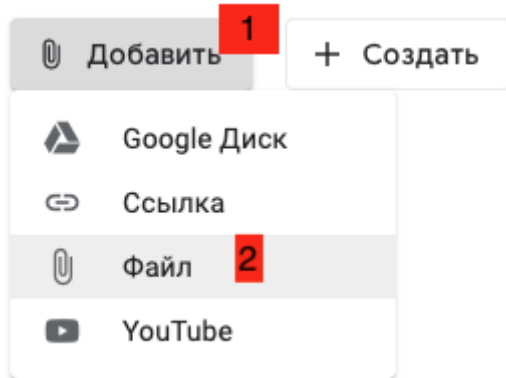 1
Добавить
+ Создать
Google Диск
Ссылка
Файл 2
YouTube